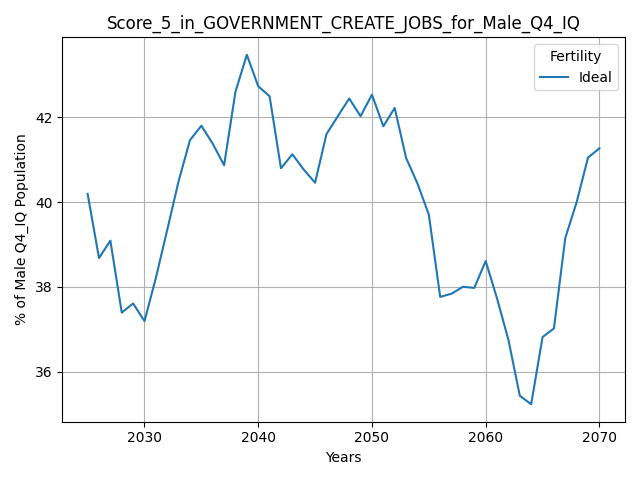 Score_5_in_GOVERNMENT_CREATE_JOBS_for_Male_Q4_IQ
Fertility
Ideal
% of Male Q4_IQ Population
42
40
38
36
2030 2040 2050 2060 2070
Years